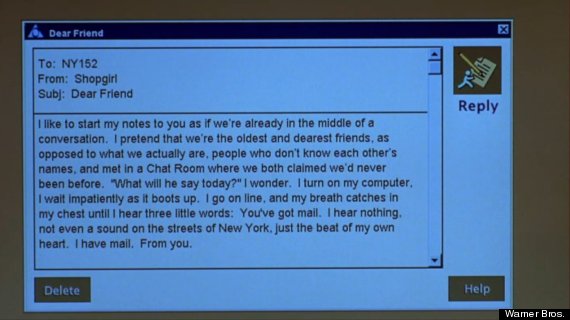 Dear Friend
To: NY152
From: Shopgirl
Subj: Dear Friend
Reply
I like to start my notes to you as if we're already in the middle of a
conversation. I pretend that we're the oldest and dearest friends, as
opposed to what we actually are, people who don't know each other's
names, and met in a Chat Room where we both claimed we'd never
been before. "What will he say today?" I wonder. I turn on my computer,
I wait impatiently as it boots up. I go on line, and my breath catches in
my chest until I hear three little words: You've got mail. I hear nothing,
not even a sound on the streets of New York, just the beat of my own
heart. I have mail. From you.
Delete
Help
Warner Bros.